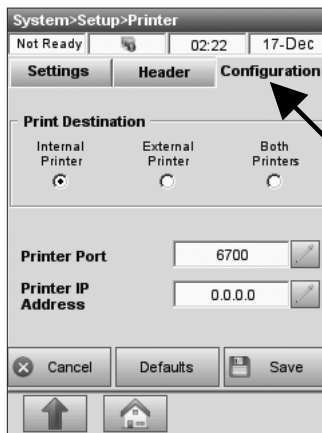 System>Setup>Printer
Not Ready 02:22 17-Dec
Settings Header Configuration
Print Destination
Internal Printer
External Printer
Both Printers
Printer Port 6700
Printer IP Address 0.0.0.0
Cancel Defaults Save